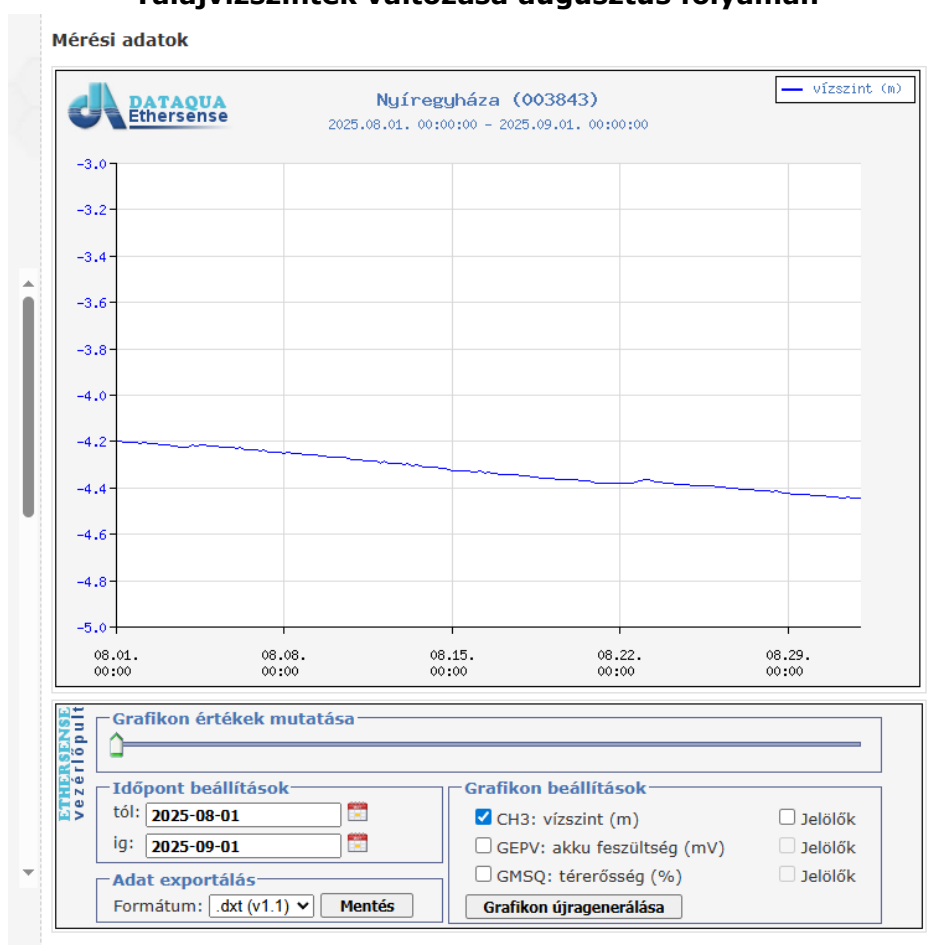 Talajvízszintek változása augusztus folyamán
Mérési adatok
DATAQUA
Ethersense
Nyíregyháza (003843)
2025.08.01. 00:00:00 - 2025.09.01. 00:00:00
vízszint (m)
-3.0
-3.2
-3.4
-3.6
-3.8
-4.0
-4.2
-4.4
-4.6
-4.8
-5.0
08.01. 08.08. 08.15. 08.22. 08.29.
00:00 00:00 00:00 00:00 00:00
ETHERSENSE
vezérlőpult
Grafikon értékek mutatása
Időpont beállítások
tól: 2025-08-01
ig: 2025-09-01
Adat exportálás
Formátum: .dxt (v1.1) Mentés
Grafikon beállítások
CH3: vízszint (m) Jelölők
GEPV: akku feszültség (mV) Jelölők
GMSQ: térerősség (%) Jelölők
Grafikon újragenerálása